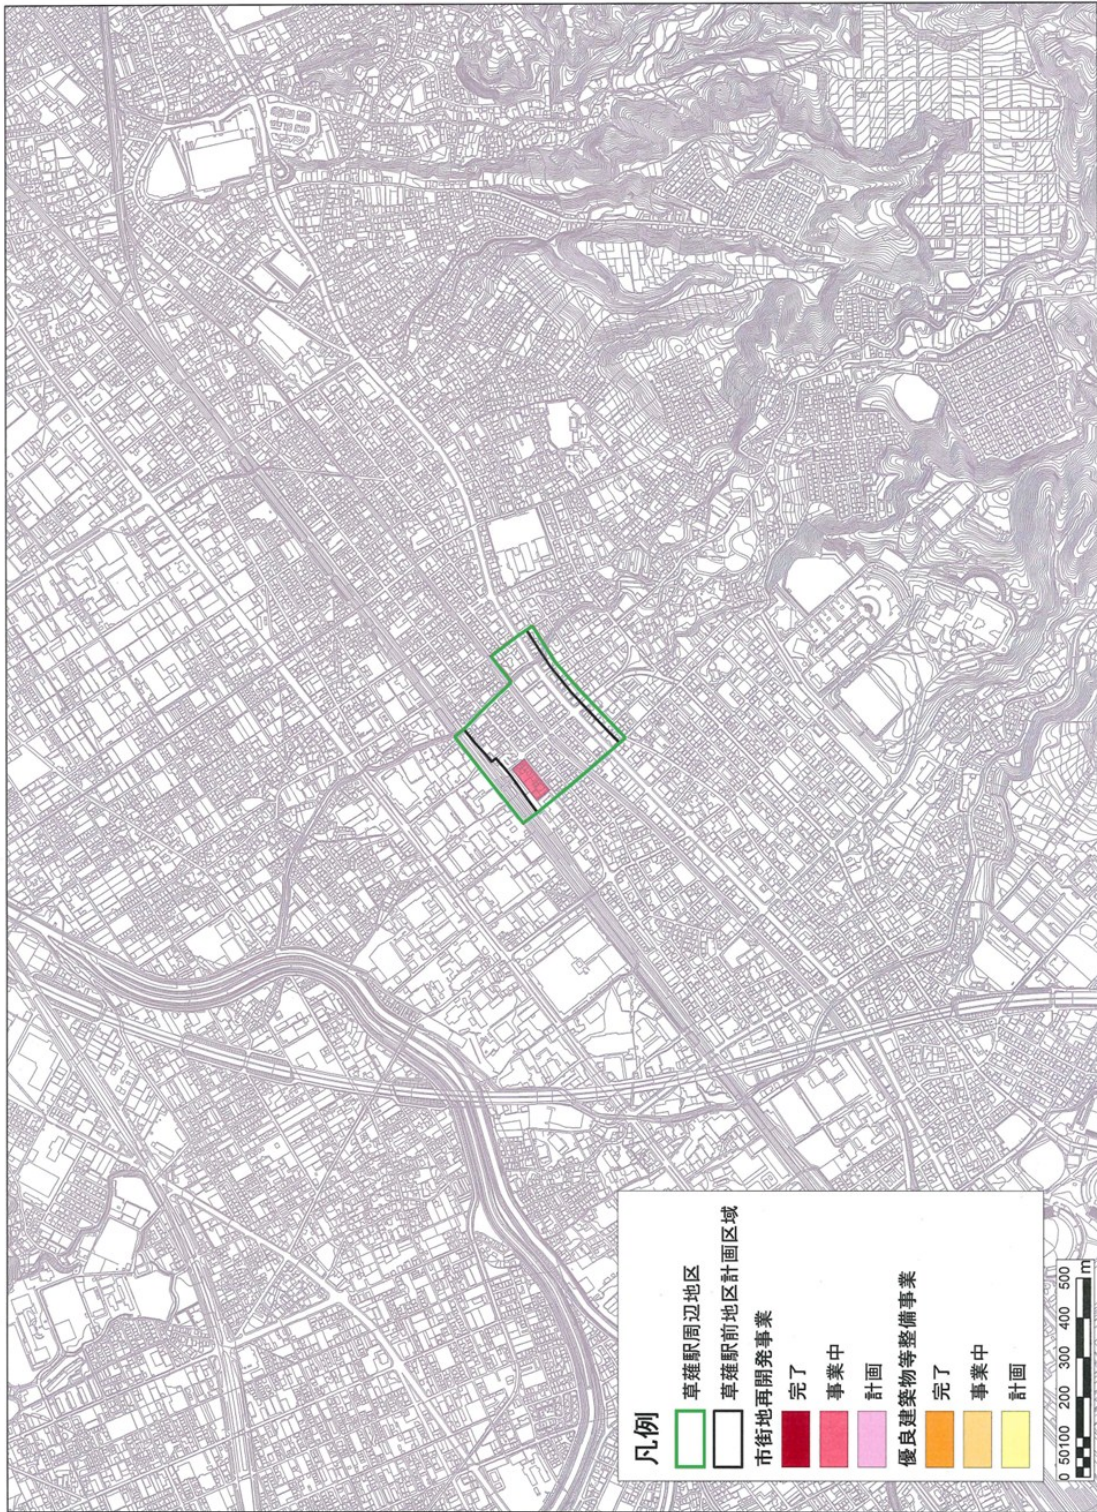 凡例
草薙駅周辺地区
草薙駅前地区計画区域
市街地再開発事業
完了
事業中
計画
優良建築物等整備事業
完了
事業中
計画
0 50100 200 300 400 500
m